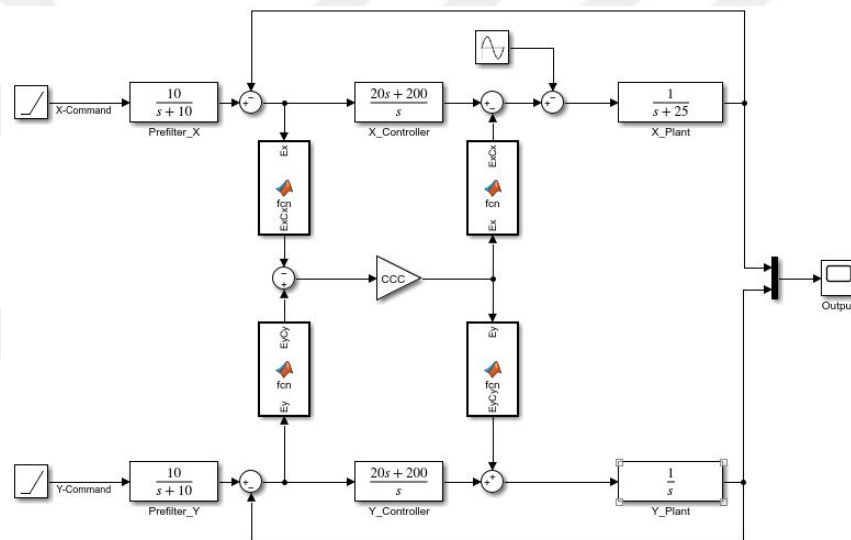 X-Command
10
s + 10
Prefilter_X
20s + 200
s
X_Controller
1
s + 25
X_Plant
Ex
fcn
ExCx
ExCx
fcn
Ex
CCC
EyCy
fcn
Ey
Ey
fcn
EyCy
Outpu
Y-Command
10
s + 10
Prefilter_Y
20s + 200
s
Y_Controller
1
s
Y_Plant